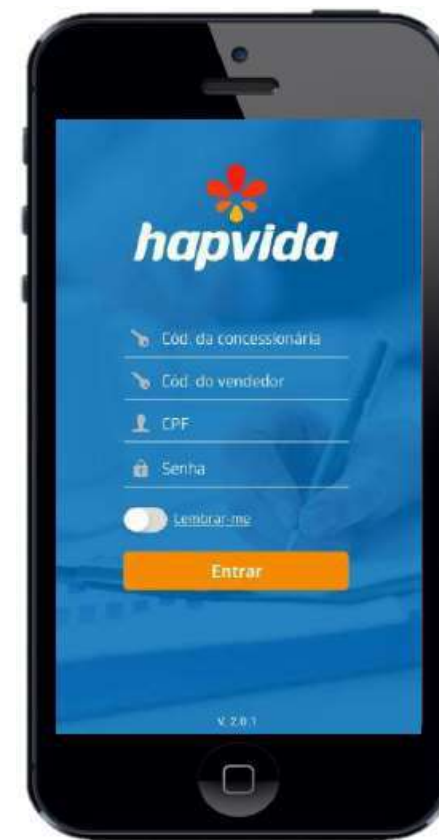 hapvida
Cód. da concessionária
Cód. do vendedor
CPF
Senha
Lembrar-me
Entrar
V. 2.0.1